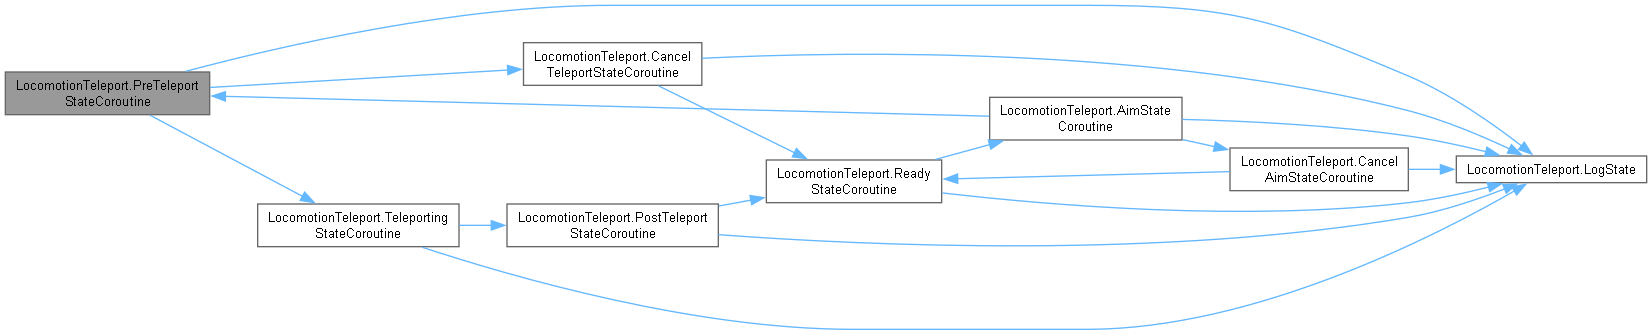 LocomotionTeleport.PreTeleport
StateCoroutine
LocomotionTeleport.Cancel
TeleportStateCoroutine
LocomotionTeleport.Teleporting
StateCoroutine
LocomotionTeleport.PostTeleport
StateCoroutine
LocomotionTeleport.Ready
StateCoroutine
LocomotionTeleport.AimState
Coroutine
LocomotionTeleport.Cancel
AimStateCoroutine
LocomotionTeleport.LogState